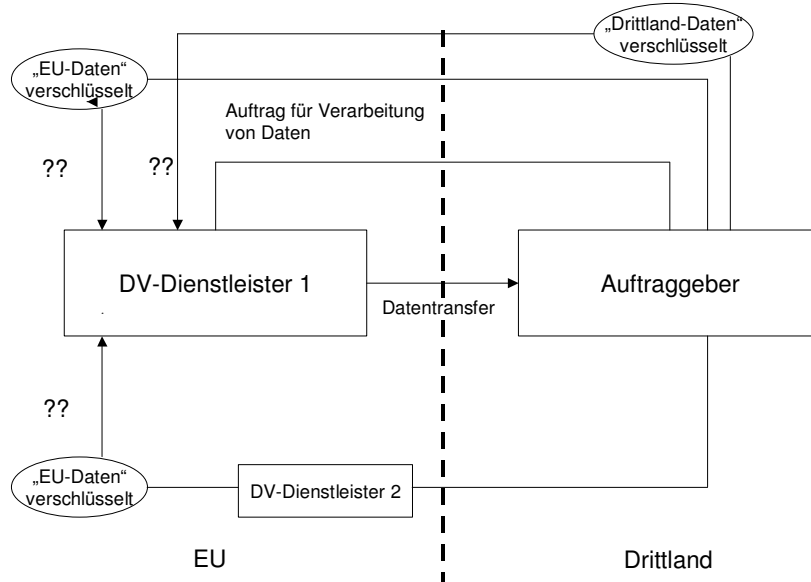 „Drittland-Daten“
verschlüsselt
„EU-Daten“
verschlüsselt
Auftrag für Verarbeitung
von Daten
??
??
DV-Dienstleister 1
Auftraggeber
Datentransfer
??
„EU-Daten“
verschlüsselt
DV-Dienstleister 2
EU
Drittland